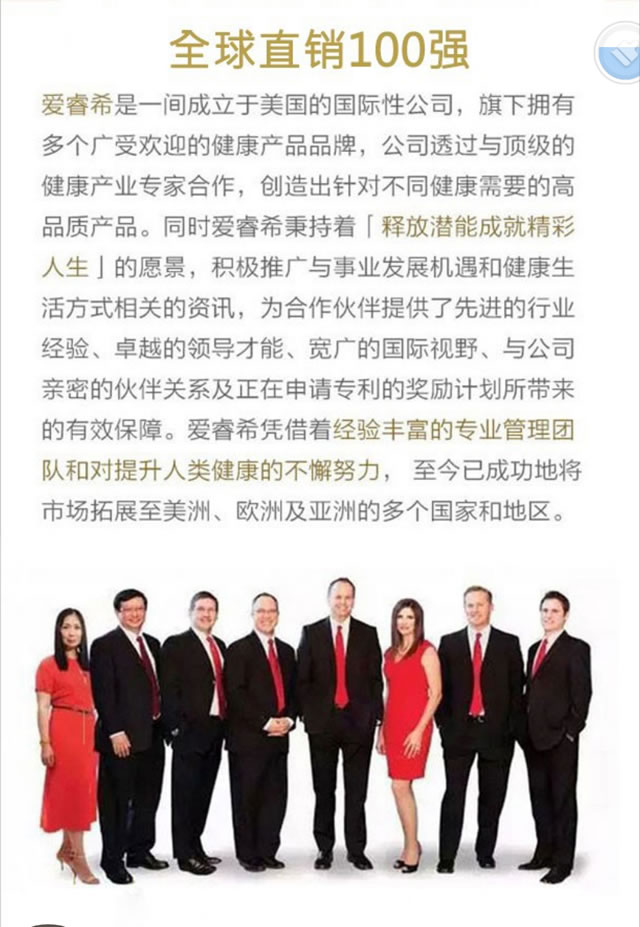 全球直销100强
爱睿希是一间成立于美国的国际性公司，旗下拥有
多个广受欢迎的健康产品品牌，公司透过与顶级的
健康产业专家合作，创造出针对不同健康需要的高
品质产品。同时爱睿希秉持着「释放潜能成就精彩
人生」的愿景，积极推广与事业发展机遇和健康生
活方式相关的资讯，为合作伙伴提供了先进的行业
经验、卓越的领导才能、宽广的国际视野、与公司
亲密的伙伴关系及正在申请专利的奖励计划所带来
的有效保障。爱睿希凭借着经验丰富的专业管理团
队和对提升人类健康的不懈努力， 至今已成功地将
市场拓展至美洲、欧洲及亚洲的多个国家和地区。